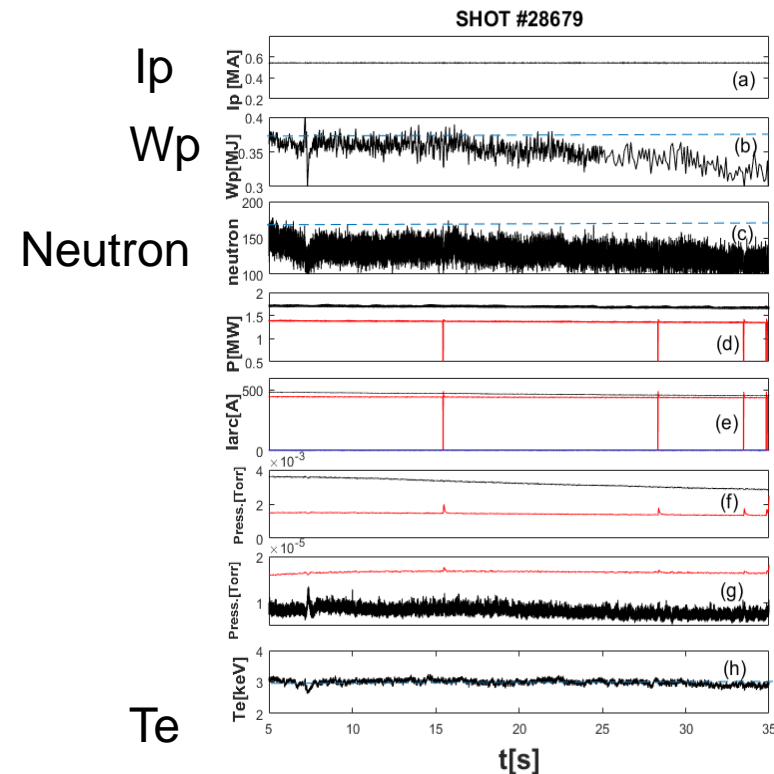 SHOT #28679
Ip
Ip [MA]
0.6
0.4
0.2
(a)
Wp
Wp[MJ]
0.4
0.35
0.3
(b)
Neutron
neutron
200
150
100
(c)
P[MW]
2
1.5
1
0.5
(d)
Iarc[A]
500
0
(e)
×10-3
Press.[Torr]
4
2
0
(f)
×10-5
Press.[Torr]
2
1
(g)
Te
Te[keV]
4
3
2
(h)
5 10 15 20 25 30 35
t[s]